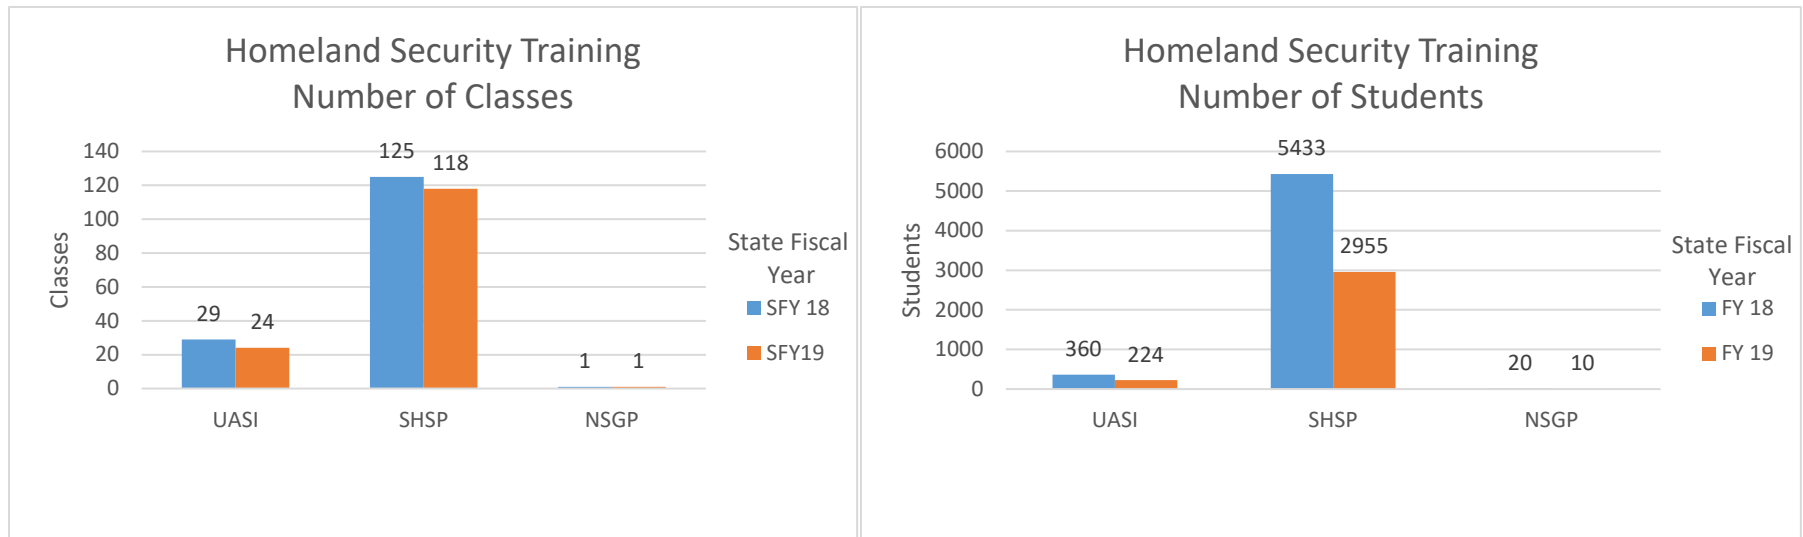 Homeland Security Training
Number of Classes
140
120
100
80
60
40
20
0
Classes
29
24
125
118
1
1
UASI
SHSP
NSGP
State Fiscal
Year
SFY 18
SFY19
Homeland Security Training
Number of Students
6000
5000
4000
3000
2000
1000
0
Students
360
224
5433
2955
20
10
UASI
SHSP
NSGP
State Fiscal
Year
FY 18
FY 19